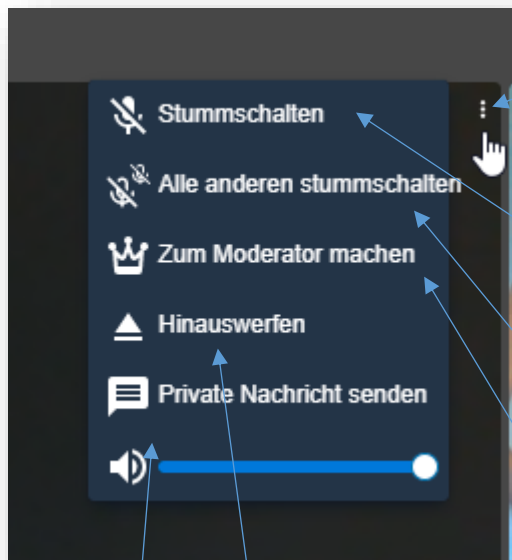 Stummschalten
Alle anderen stummschalten
Zum Moderator machen
Hinauswerfen
Private Nachricht senden